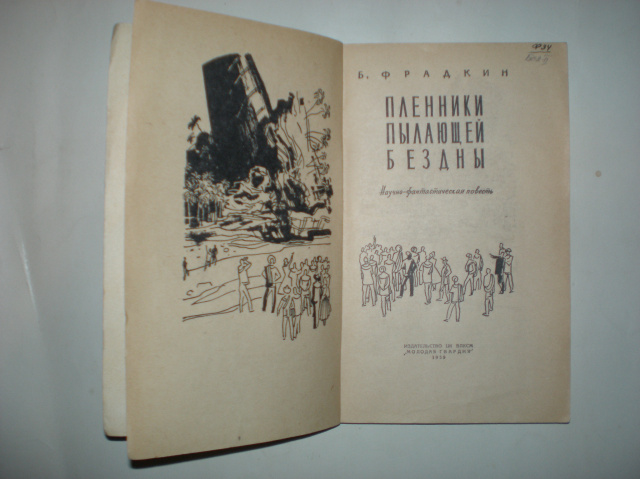 Б. ФРАДКИН
ПЛЕННИКИ
ПЫЛАЮЩЕЙ
БЕЗДНЫ
Научно-фантастическая повесть
ИЗДАТЕЛЬСТВО ЦК ВЛКСМ
„МОЛОДАЯ ГВАРДИЯ“